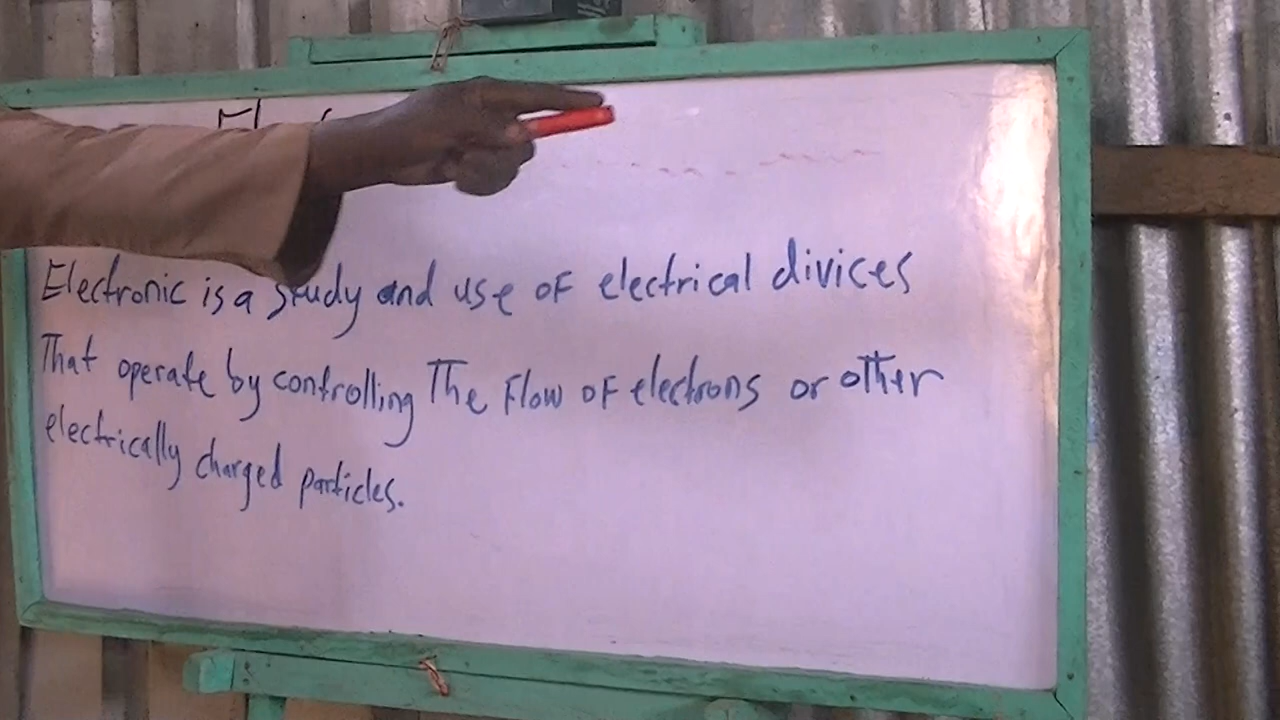 Electronic is a study and use of electrical divices
That operate by controlling The flow of electrons or other
electrically charged particles.